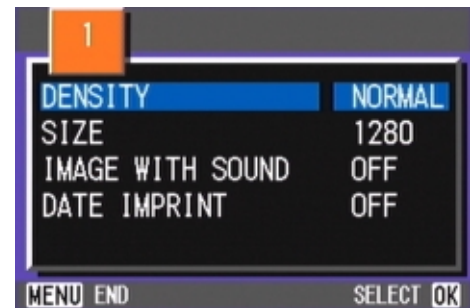 1
DENSITY NORMAL
SIZE 1280
IMAGE WITH SOUND OFF
DATE IMPRINT OFF
MENU END SELECT OK